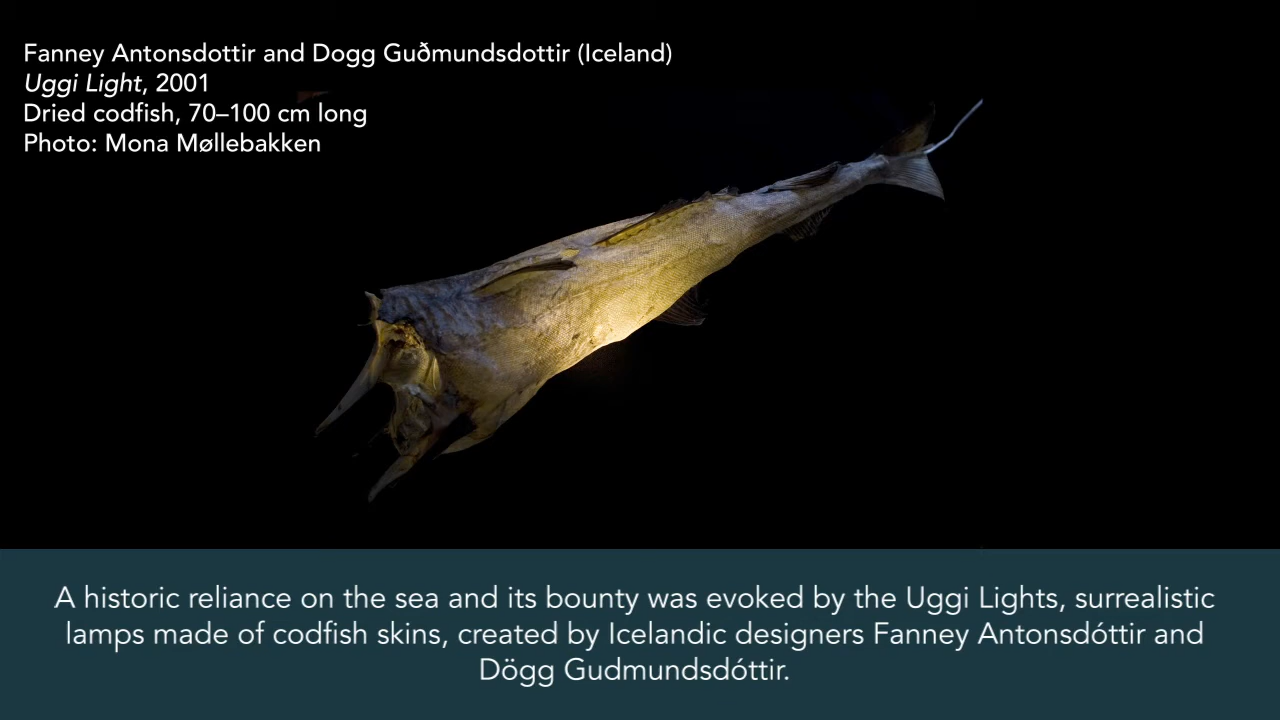 Fanney Antonsdottir and Dogg Guðmundsdottir (Iceland)
Uggi Light, 2001
Dried codfish, 70–100 cm long
Photo: Mona Møllebakken
A historic reliance on the sea and its bounty was evoked by the Uggi Lights, surrealistic
lamps made of codfish skins, created by Icelandic designers Fanney Antonsdóttir and
Dögg Gudmundsdóttir.